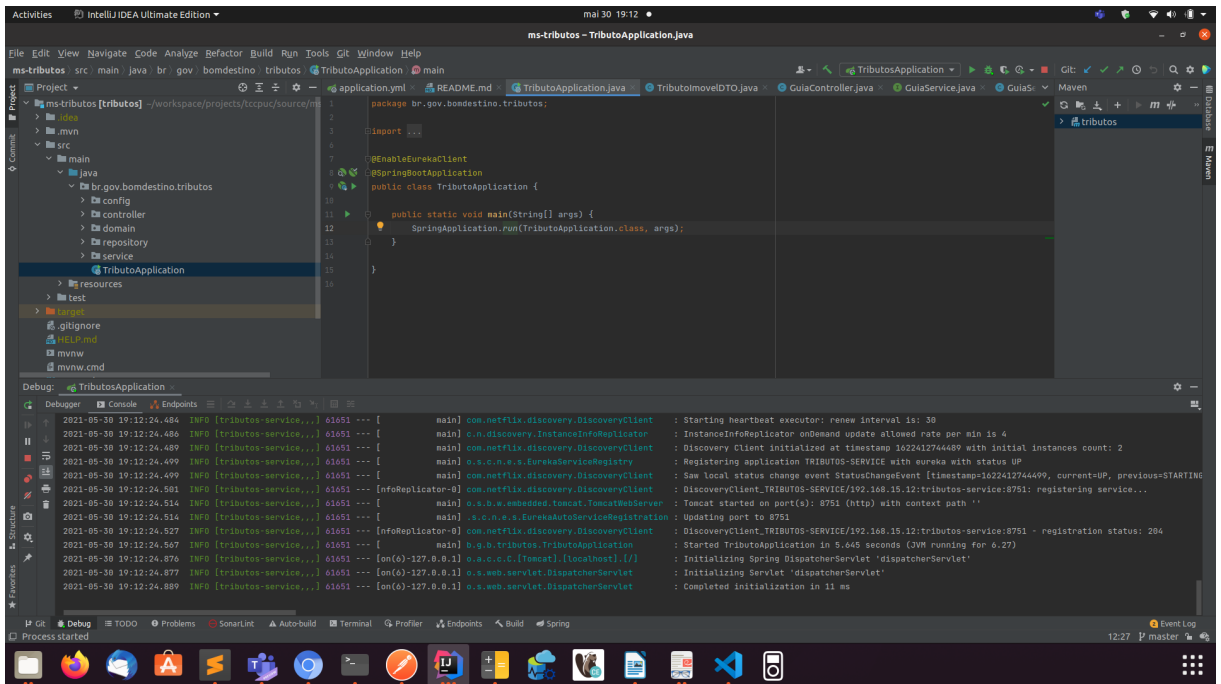 Activities IntelliJ IDEA Ultimate Edition mai 30 19:12
ms-tributos – TributoApplication.java
File Edit View Navigate Code Analyze Refactor Build Run Tools Git Window Help
ms-tributos src main java br gov bomdestino tributos TributoApplication main TributosApplication Git:
Project application.yml README.md TributoApplication.java TributoImovelDTO.java GuiaController.java GuiaService.java Maven
ms-tributos [tributos] ~/workspace/projects/tccpuc/source/m
.idea
.mvn
src
main
java
br.gov.bomdestino.tributos
config
controller
domain
repository
service
TributoApplication
resources
test
target
.gitignore
HELP.md
mvnw
mvnw.cmd
1 package br.gov.bomdestino.tributos;
2
3 import ...
6
7 @EnableEurekaClient
8 @SpringBootApplication
9 public class TributoApplication {
10
11 public static void main(String[] args) {
12 SpringApplication.run(TributoApplication.class, args);
13 }
14
15 }
16
tributos
Project
Commit
Structure
Favorites
Database
Maven
Debug: TributosApplication
Debugger Console Endpoints
2021-05-30 19:12:24.484 INFO [tributos-service,,,] 61651 --- [ main] com.netflix.discovery.DiscoveryClient : Starting heartbeat executor: renew interval is: 30
2021-05-30 19:12:24.486 INFO [tributos-service,,,] 61651 --- [ main] c.n.discovery.InstanceInfoReplicator : InstanceInfoReplicator onDemand update allowed rate per min is 4
2021-05-30 19:12:24.489 INFO [tributos-service,,,] 61651 --- [ main] com.netflix.discovery.DiscoveryClient : Discovery Client initialized at timestamp 1622412744489 with initial instances count: 2
2021-05-30 19:12:24.499 INFO [tributos-service,,,] 61651 --- [ main] o.s.c.n.e.s.EurekaServiceRegistry : Registering application TRIBUTOS-SERVICE with eureka with status UP
2021-05-30 19:12:24.499 INFO [tributos-service,,,] 61651 --- [ main] com.netflix.discovery.DiscoveryClient : Saw local status change event StatusChangeEvent [timestamp=1622412744499, current=UP, previous=STARTING
2021-05-30 19:12:24.501 INFO [tributos-service,,,] 61651 --- [nfoReplicator-0] com.netflix.discovery.DiscoveryClient : DiscoveryClient_TRIBUTOS-SERVICE/192.168.15.12:tributos-service:8751: registering service...
2021-05-30 19:12:24.514 INFO [tributos-service,,,] 61651 --- [ main] o.s.b.w.embedded.tomcat.TomcatWebServer : Tomcat started on port(s): 8751 (http) with context path ''
2021-05-30 19:12:24.514 INFO [tributos-service,,,] 61651 --- [ main] .s.c.n.e.s.EurekaAutoServiceRegistration : Updating port to 8751
2021-05-30 19:12:24.527 INFO [tributos-service,,,] 61651 --- [nfoReplicator-0] com.netflix.discovery.DiscoveryClient : DiscoveryClient_TRIBUTOS-SERVICE/192.168.15.12:tributos-service:8751 - registration status: 204
2021-05-30 19:12:24.567 INFO [tributos-service,,,] 61651 --- [ main] b.g.b.tributos.TributoApplication : Started TributoApplication in 5.645 seconds (JVM running for 6.27)
2021-05-30 19:12:24.876 INFO [tributos-service,,,] 61651 --- [on(6)-127.0.0.1] o.a.c.c.C.[Tomcat].[localhost].[/] : Initializing Spring DispatcherServlet 'dispatcherServlet'
2021-05-30 19:12:24.877 INFO [tributos-service,,,] 61651 --- [on(6)-127.0.0.1] o.s.web.servlet.DispatcherServlet : Initializing Servlet 'dispatcherServlet'
2021-05-30 19:12:24.889 INFO [tributos-service,,,] 61651 --- [on(6)-127.0.0.1] o.s.web.servlet.DispatcherServlet : Completed initialization in 11 ms
Git Debug TODO Problems SonarLint Auto-build Terminal Profiler Endpoints Build Spring 2 Event Log
Process started 12:27 master